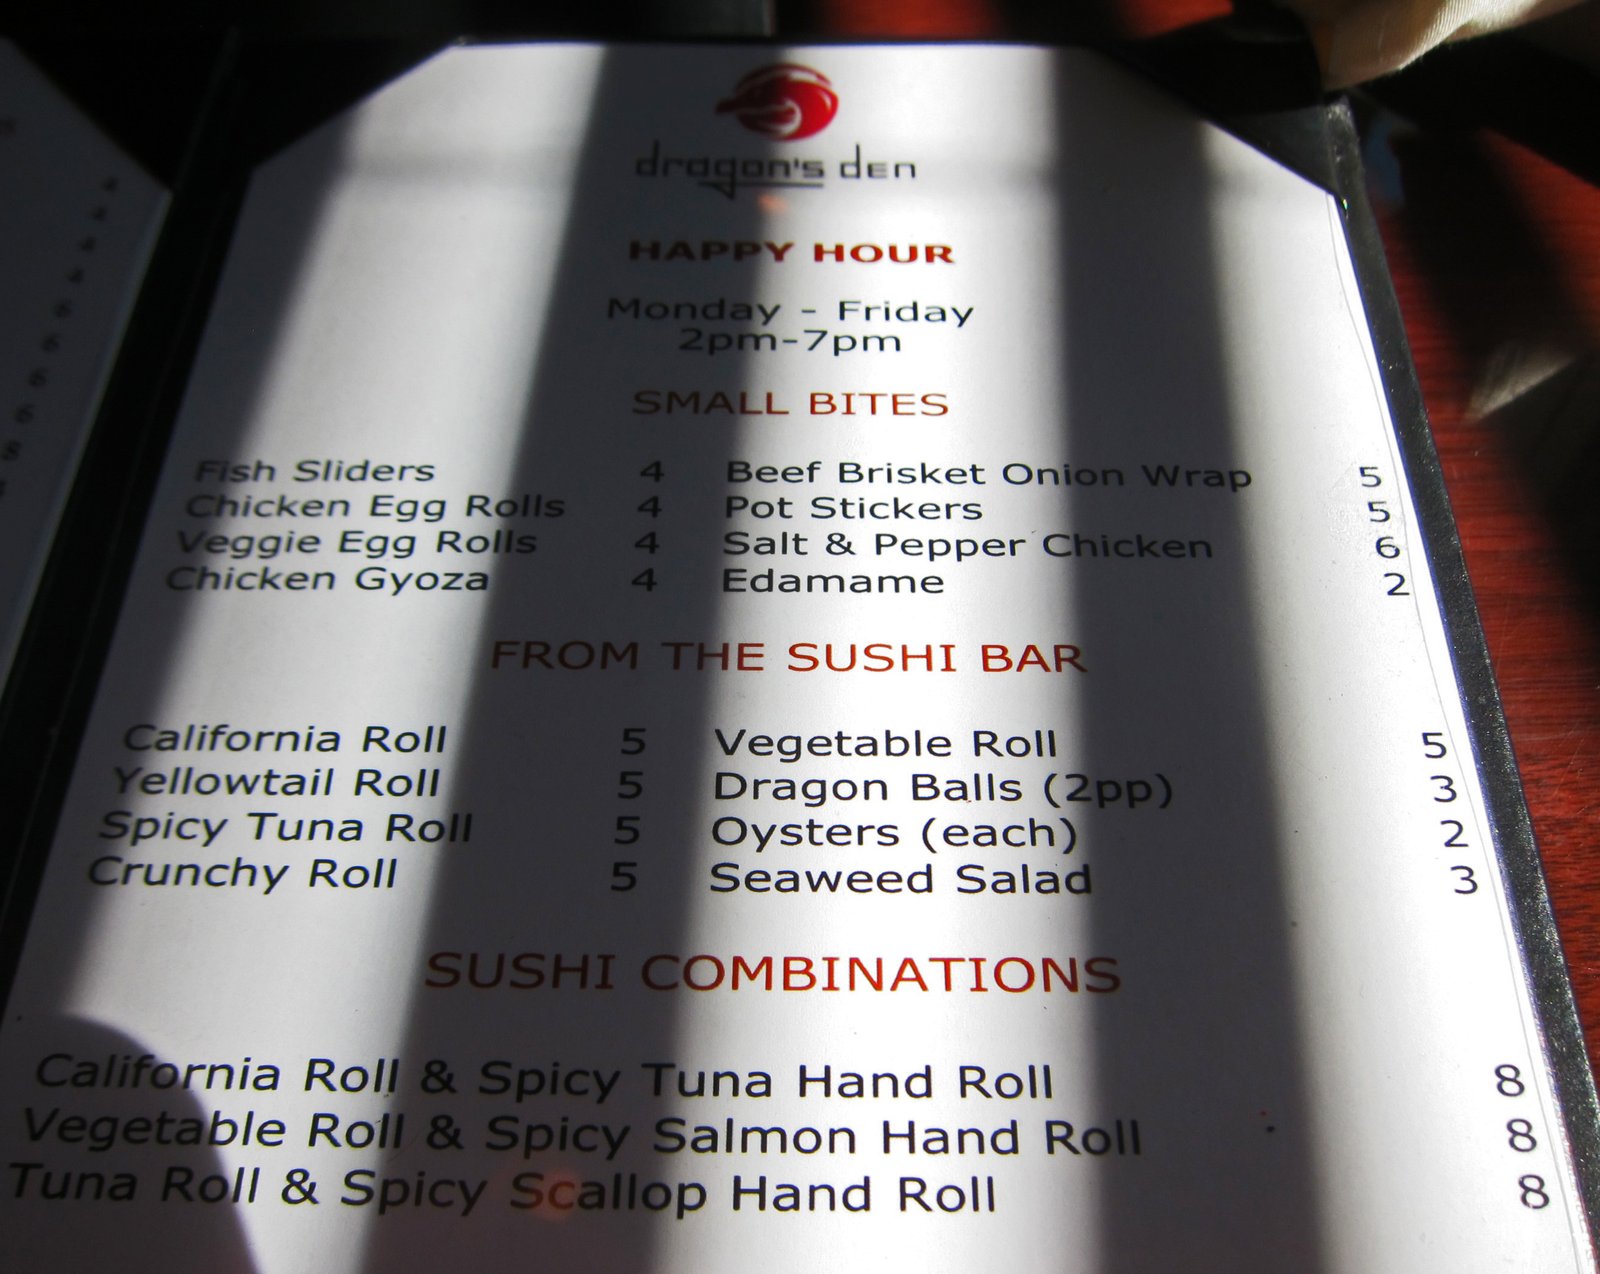 dragon's den
HAPPY HOUR
Monday - Friday
2pm-7pm
SMALL BITES
Fish Sliders 4 Beef Brisket Onion Wrap 5
Chicken Egg Rolls 4 Pot Stickers 5
Veggie Egg Rolls 4 Salt & Pepper Chicken 6
Chicken Gyoza 4 Edamame 2
FROM THE SUSHI BAR
California Roll 5 Vegetable Roll 5
Yellowtail Roll 5 Dragon Balls (2pp) 3
Spicy Tuna Roll 5 Oysters (each) 2
Crunchy Roll 5 Seaweed Salad 3
SUSHI COMBINATIONS
California Roll & Spicy Tuna Hand Roll 8
Vegetable Roll & Spicy Salmon Hand Roll 8
Tuna Roll & Spicy Scallop Hand Roll 8